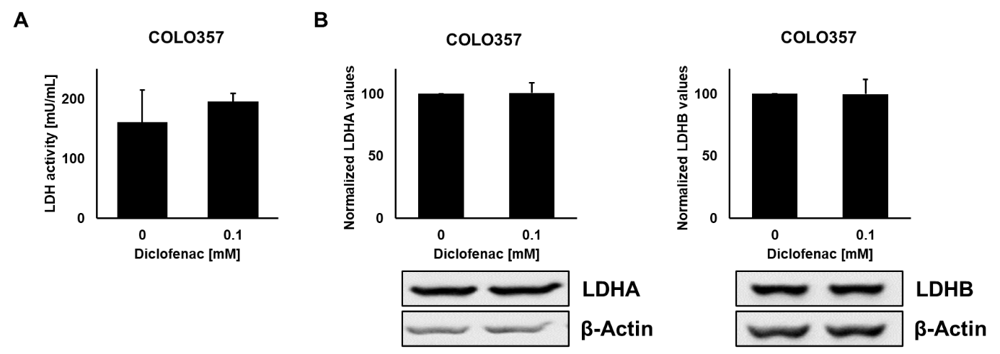 A
COLO357
LDH activity [mU/mL]
200
100
0
0
0.1
Diclofenac [mM]
B
COLO357
Normalized LDHA values
100
50
0
0
0.1
Diclofenac [mM]
LDHA
β-Actin
COLO357
Normalized LDHB values
100
50
0
0
0.1
Diclofenac [mM]
LDHB
β-Actin